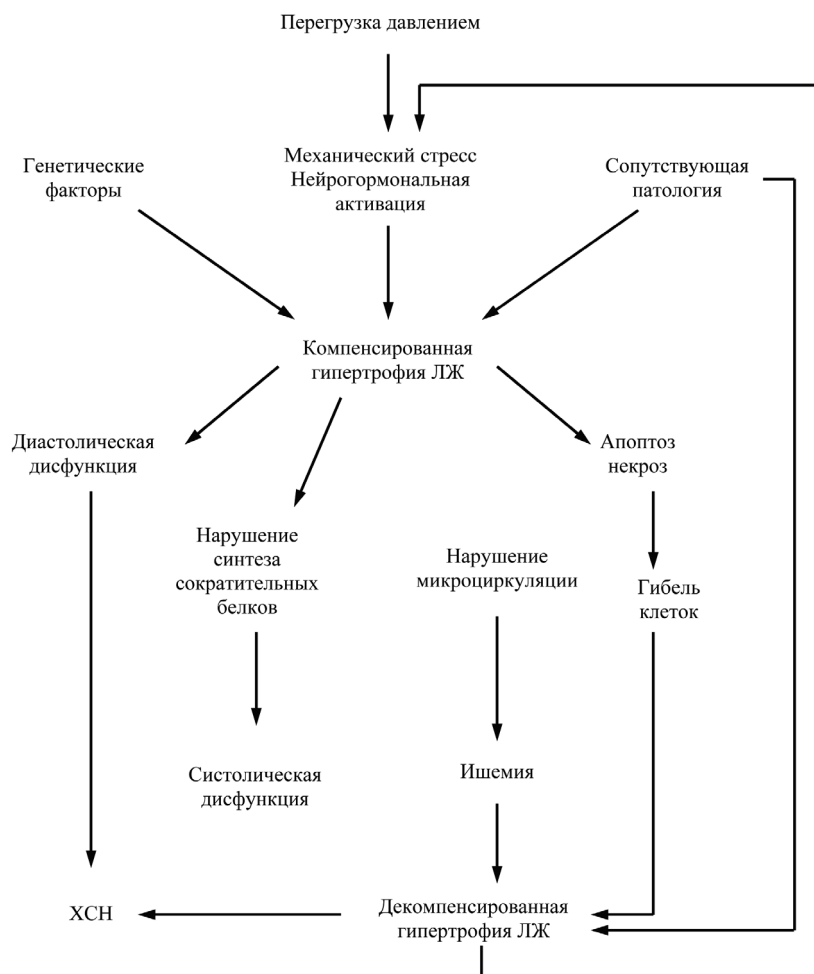 Перегрузка давлением
Генетические
факторы
Механический стресс
Нейрогормональная
активация
Сопутствующая
патология
Компенсированная
гипертрофия ЛЖ
Диастолическая
дисфункция
Апоптоз
некроз
Нарушение
синтеза
сократительных
белков
Нарушение
микроциркуляции
Гибель
клеток
Систолическая
дисфункция
Ишемия
ХСН
Декомпенсированная
гипертрофия ЛЖ